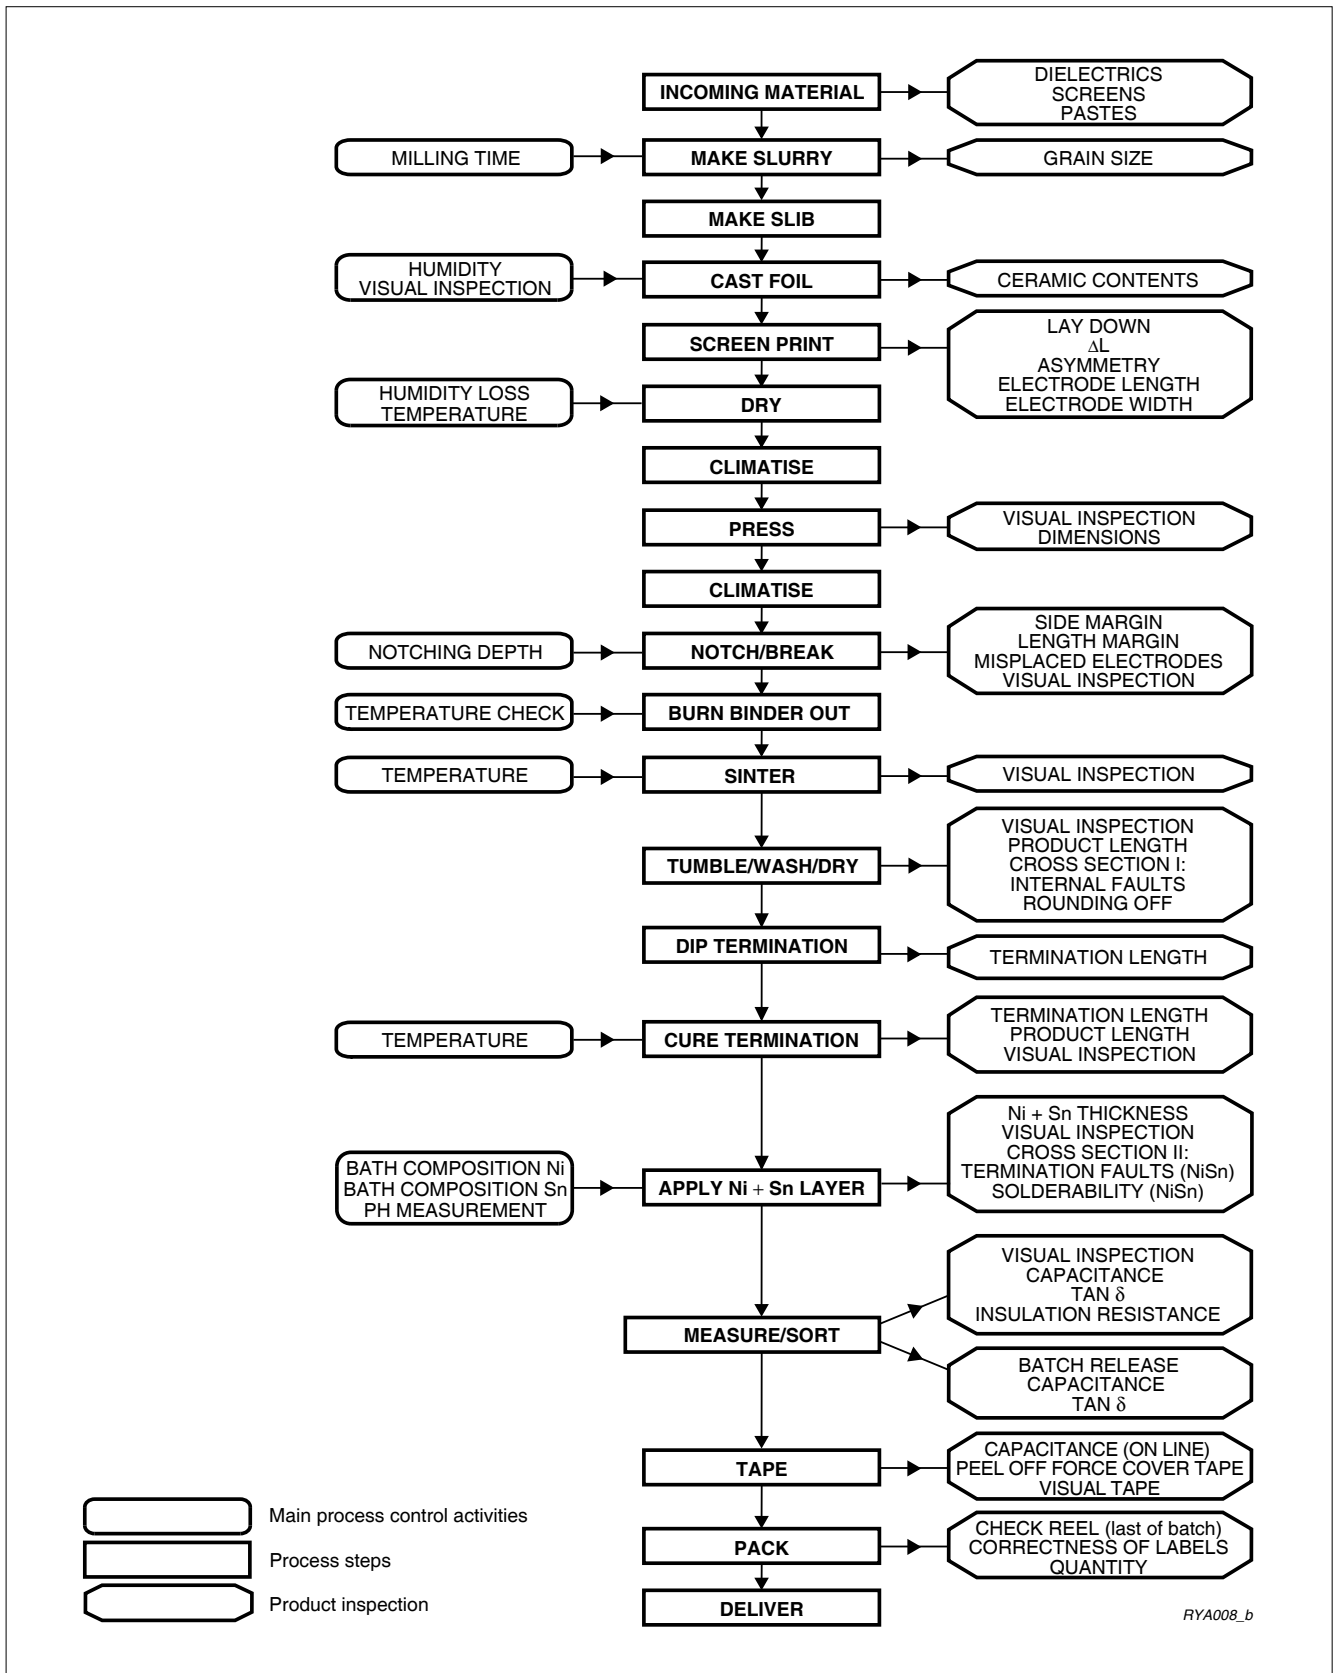 INCOMING MATERIAL
DIELECTRICS
SCREENS
PASTES
MILLING TIME
MAKE SLURRY
GRAIN SIZE
MAKE SLIB
HUMIDITY
VISUAL INSPECTION
CAST FOIL
CERAMIC CONTENTS
SCREEN PRINT
LAY DOWN
ΔL
ASYMMETRY
ELECTRODE LENGTH
ELECTRODE WIDTH
HUMIDITY LOSS
TEMPERATURE
DRY
CLIMATISE
PRESS
VISUAL INSPECTION
DIMENSIONS
CLIMATISE
NOTCHING DEPTH
NOTCH/BREAK
SIDE MARGIN
LENGTH MARGIN
MISPLACED ELECTRODES
VISUAL INSPECTION
TEMPERATURE CHECK
BURN BINDER OUT
TEMPERATURE
SINTER
VISUAL INSPECTION
TUMBLE/WASH/DRY
VISUAL INSPECTION
PRODUCT LENGTH
CROSS SECTION I:
INTERNAL FAULTS
ROUNDING OFF
DIP TERMINATION
TERMINATION LENGTH
TEMPERATURE
CURE TERMINATION
TERMINATION LENGTH
PRODUCT LENGTH
VISUAL INSPECTION
BATH COMPOSITION Ni
BATH COMPOSITION Sn
PH MEASUREMENT
APPLY Ni + Sn LAYER
Ni + Sn THICKNESS
VISUAL INSPECTION
CROSS SECTION II:
TERMINATION FAULTS (NiSn)
SOLDERABILITY (NiSn)
MEASURE/SORT
VISUAL INSPECTION
CAPACITANCE
TAN δ
INSULATION RESISTANCE
BATCH RELEASE
CAPACITANCE
TAN δ
TAPE
CAPACITANCE (ON LINE)
PEEL OFF FORCE COVER TAPE
VISUAL TAPE
PACK
CHECK REEL (last of batch)
CORRECTNESS OF LABELS
QUANTITY
DELIVER
Main process control activities
Process steps
Product inspection
RYA008_b